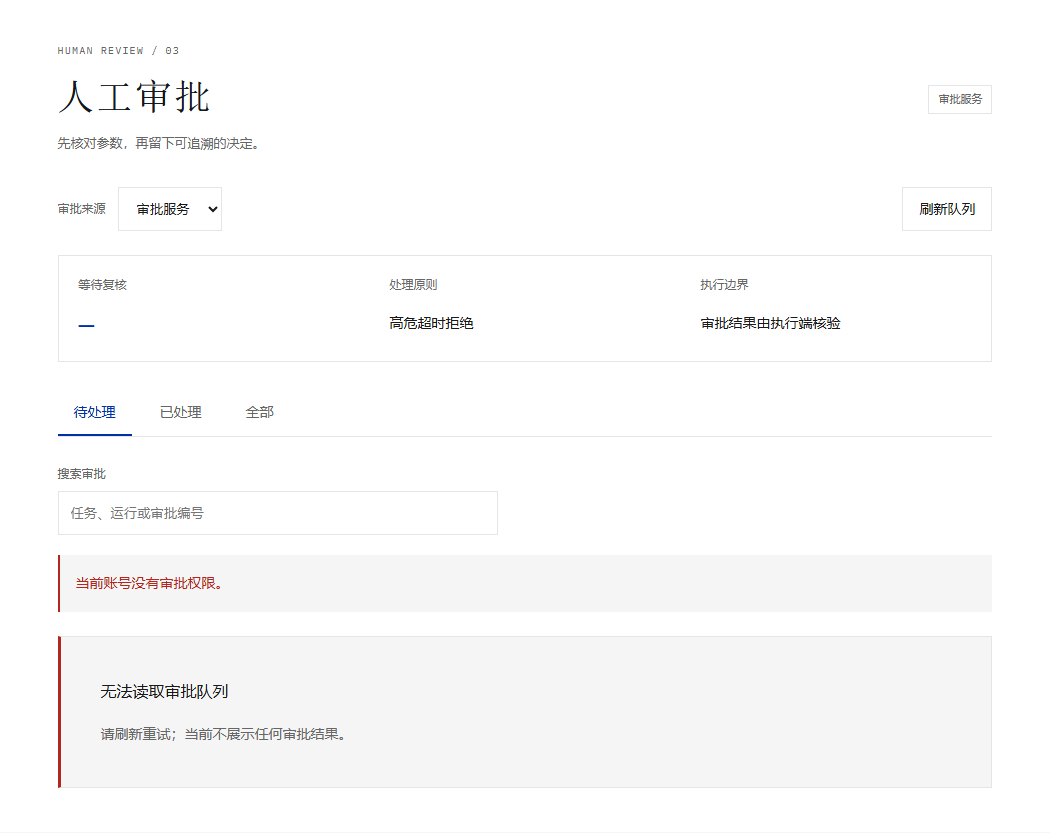 HUMAN REVIEW / 03
人工审批
审批服务
先核对参数，再留下可追溯的决定。
审批来源
审批服务
刷新队列
等待复核
处理原则
执行边界
—
高危超时拒绝
审批结果由执行端核验
待处理
已处理
全部
搜索审批
任务、运行或审批编号
当前账号没有审批权限。
无法读取审批队列
请刷新重试；当前不展示任何审批结果。